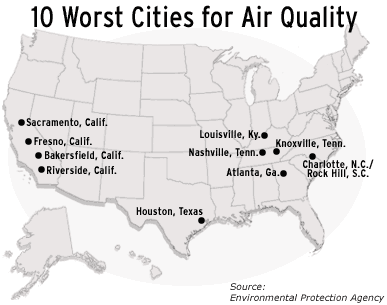 10 Worst Cities for Air Quality
Sacramento, Calif.
Fresno, Calif.
Bakersfield, Calif.
Riverside, Calif.
Louisville, Ky.
Nashville, Tenn.
Knoxville, Tenn.
Charlotte, N.C./
Rock Hill, S.C.
Atlanta, Ga.
Houston, Texas
Source:
Environmental Protection Agency